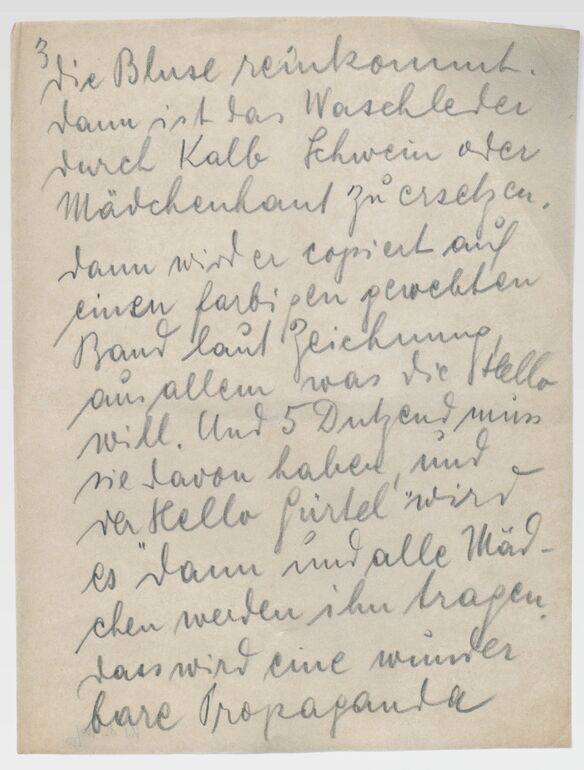 3
die Bluse reinkommt.
dann ist das Waschleder
durch Kalb Schwein oder
Mädchenhaut zu ersetzen.
dann wird er copiert auf
einen farbigen gewebten
Band laut Zeichnung,
aus allem was die Hello
will. Und 5 Dutzend muss
sie davon haben, und
der Hello Gürtel" wird
es "dann und alle Mäd-
chen werden ihn tragen.
dass wird eine wunder
bare Propaganda